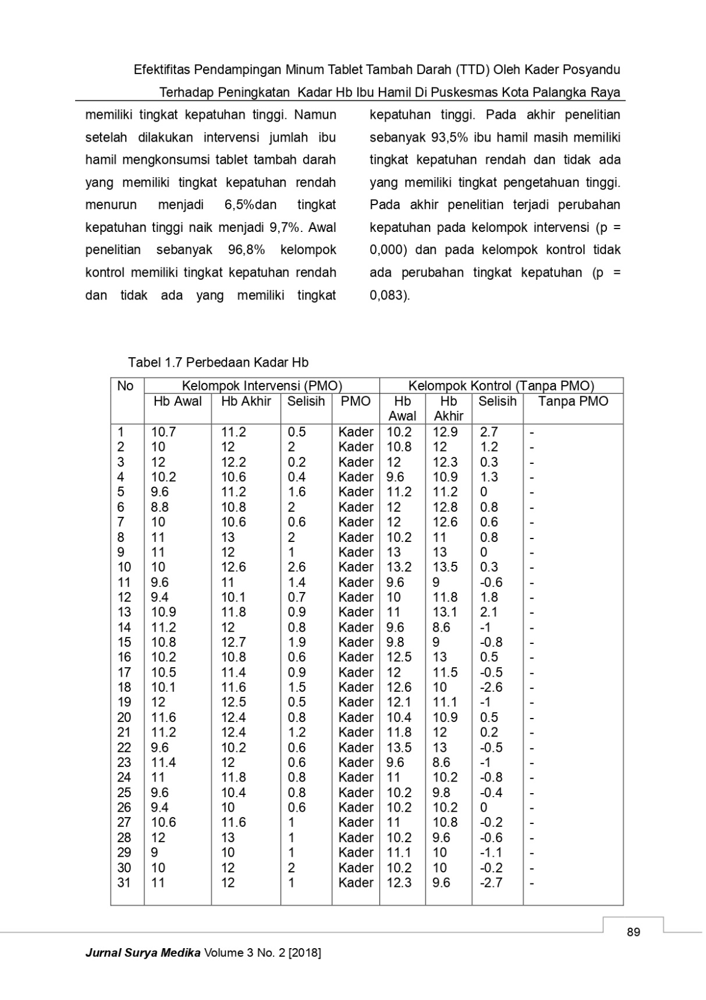 Efektifitas Pendampingan Minum Tablet Tambah Darah (TTD) Oleh Kader Posyandu
Terhadap Peningkatan Kadar Hb Ibu Hamil Di Puskesmas Kota Palangka Raya
memiliki tingkat kepatuhan tinggi. Namun
setelah dilakukan intervensi jumlah ibu
hamil mengkonsumsi tablet tambah darah
yang memiliki tingkat kepatuhan rendah
menurun menjadi 6,5%dan tingkat
kepatuhan tinggi naik menjadi 9,7%. Awal
penelitian sebanyak 96,8% kelompok
kontrol memiliki tingkat kepatuhan rendah
dan tidak ada yang memiliki tingkat
kepatuhan tinggi. Pada akhir penelitian
sebanyak 93,5% ibu hamil masih memiliki
tingkat kepatuhan rendah dan tidak ada
yang memiliki tingkat pengetahuan tinggi.
Pada akhir penelitian terjadi perubahan
kepatuhan pada kelompok intervensi (p =
0,000) dan pada kelompok kontrol tidak
ada perubahan tingkat kepatuhan (p =
0,083).
Tabel 1.7 Perbedaan Kadar Hb
No Kelompok Intervensi (PMO) Kelompok Kontrol (Tanpa PMO)
Hb Awal Hb Akhir Selisih PMO Hb Hb Selisih Tanpa PMO
Awal Akhir
1 10.7 11.2 0.5 Kader 10.2 12.9 2.7 -
2 10 12 2 Kader 10.8 12 1.2 -
3 12 12.2 0.2 Kader 12 12.3 0.3 -
4 10.2 10.6 0.4 Kader 9.6 10.9 1.3 -
5 9.6 11.2 1.6 Kader 11.2 11.2 0 -
6 8.8 10.8 2 Kader 12 12.8 0.8 -
7 10 10.6 0.6 Kader 12 12.6 0.6 -
8 11 13 2 Kader 10.2 11 0.8 -
9 11 12 1 Kader 13 13 0 -
10 10 12.6 2.6 Kader 13.2 13.5 0.3 -
11 9.6 11 1.4 Kader 9.6 9 -0.6 -
12 9.4 10.1 0.7 Kader 10 11.8 1.8 -
13 10.9 11.8 0.9 Kader 11 13.1 2.1 -
14 11.2 12 0.8 Kader 9.6 8.6 -1 -
15 10.8 12.7 1.9 Kader 9.8 9 -0.8 -
16 10.2 10.8 0.6 Kader 12.5 13 0.5 -
17 10.5 11.4 0.9 Kader 12 11.5 -0.5 -
18 10.1 11.6 1.5 Kader 12.6 10 -2.6 -
19 12 12.5 0.5 Kader 12.1 11.1 -1 -
20 11.6 12.4 0.8 Kader 10.4 10.9 0.5 -
21 11.2 12.4 1.2 Kader 11.8 12 0.2 -
22 9.6 10.2 0.6 Kader 13.5 13 -0.5 -
23 11.4 12 0.6 Kader 9.6 8.6 -1 -
24 11 11.8 0.8 Kader 11 10.2 -0.8 -
25 9.6 10.4 0.8 Kader 10.2 9.8 -0.4 -
26 9.4 10 0.6 Kader 10.2 10.2 0 -
27 10.6 11.6 1 Kader 11 10.8 -0.2 -
28 12 13 1 Kader 10.2 9.6 -0.6 -
29 9 10 1 Kader 11.1 10 -1.1 -
30 10 12 2 Kader 10.2 10 -0.2 -
31 11 12 1 Kader 12.3 9.6 -2.7 -
89
Jurnal Surya Medika Volume 3 No. 2 [2018]